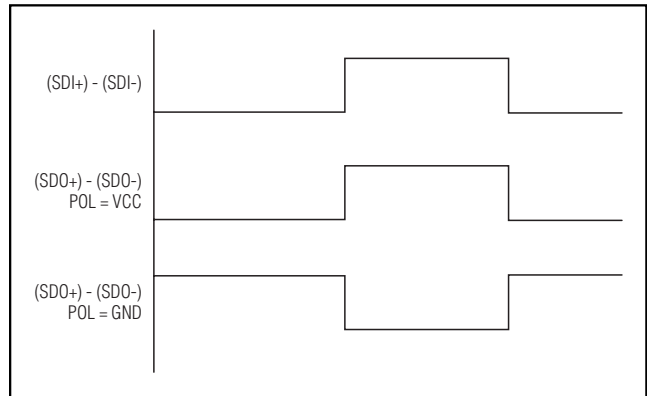 (SDI+) - (SDI-)
(SDO+) - (SDO-)
POL = VCC
(SDO+) - (SDO-)
POL = GND